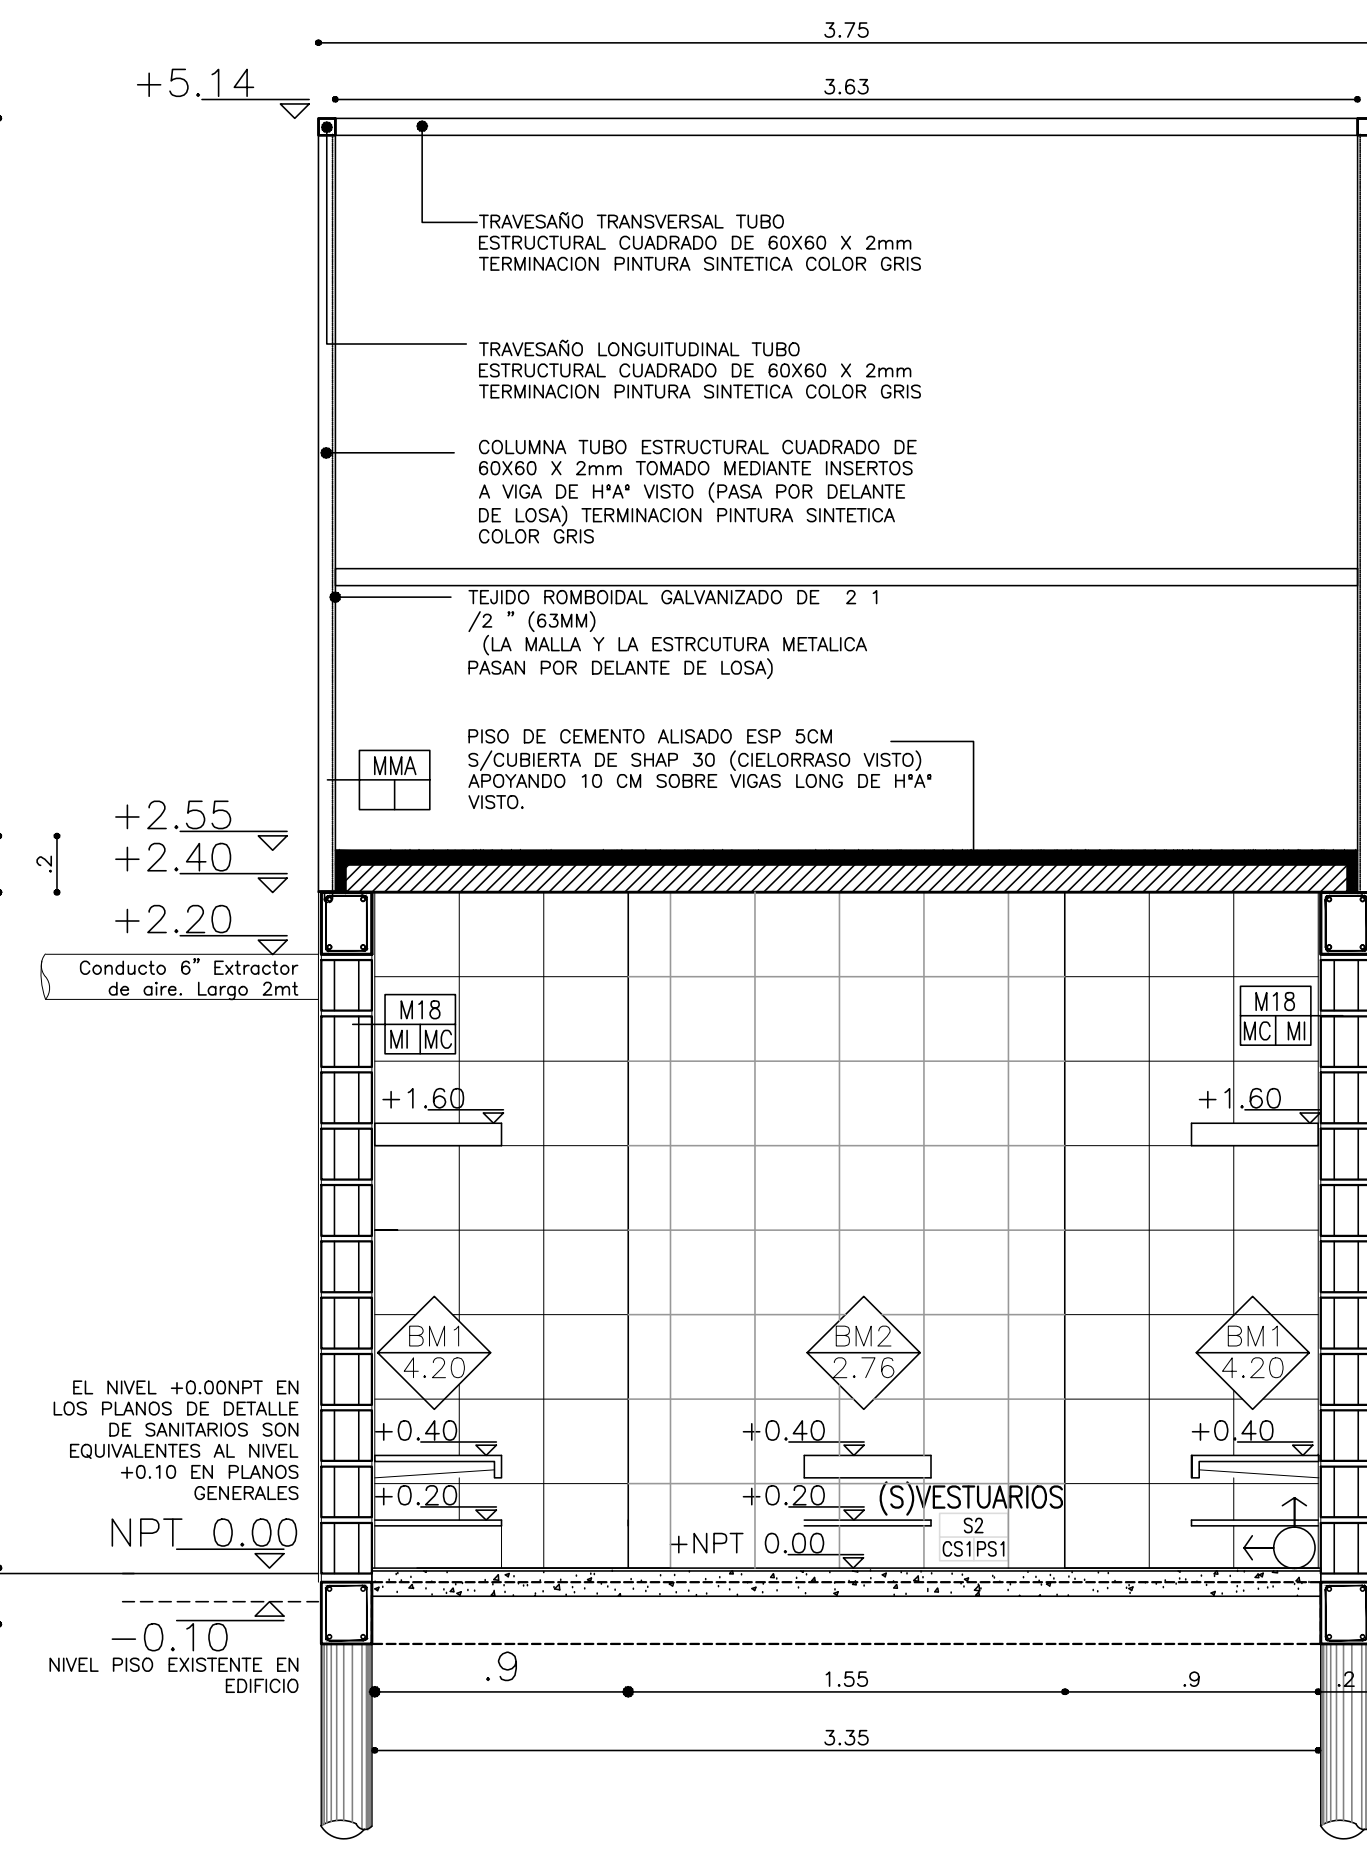 3.75
+5.14
3.63
TRAVESAÑO TRANSVERSAL TUBO
ESTRUCTURAL CUADRADO DE 60X60 X 2mm
TERMINACION PINTURA SINTETICA COLOR GRIS
TRAVESAÑO LONGUITUDINAL TUBO
ESTRUCTURAL CUADRADO DE 60X60 X 2mm
TERMINACION PINTURA SINTETICA COLOR GRIS
COLUMNA TUBO ESTRUCTURAL CUADRADO DE
60X60 X 2mm TOMADO MEDIANTE INSERTOS
A VIGA DE HªAª VISTO (PASA POR DELANTE
DE LOSA) TERMINACION PINTURA SINTETICA
COLOR GRIS
TEJIDO ROMBOIDAL GALVANIZADO DE 2 1
/2 ” (63MM)
(LA MALLA Y LA ESTRCUTURA METALICA
PASAN POR DELANTE DE LOSA)
PISO DE CEMENTO ALISADO ESP 5CM
S/CUBIERTA DE SHAP 30 (CIELORRASO VISTO)
APOYANDO 10 CM SOBRE VIGAS LONG DE HªAª
VISTO.
MMA
+2.55
+2.40
.2
+2.20
Conducto 6” Extractor
de aire. Largo 2mt
M18
MI MC
M18
MC MI
+1.60
+1.60
BM1
4.20
BM2
2.76
BM1
4.20
EL NIVEL +0.00NPT EN
LOS PLANOS DE DETALLE
DE SANITARIOS SON
EQUIVALENTES AL NIVEL
+0.10 EN PLANOS
GENERALES
+0.40
+0.40
+0.40
+0.20
+0.20
(S)VESTUARIOS
S2
CS1 PS1
NPT 0.00
+NPT 0.00
-0.10
NIVEL PISO EXISTENTE EN
EDIFICIO
.9
1.55
.9
.2
3.35